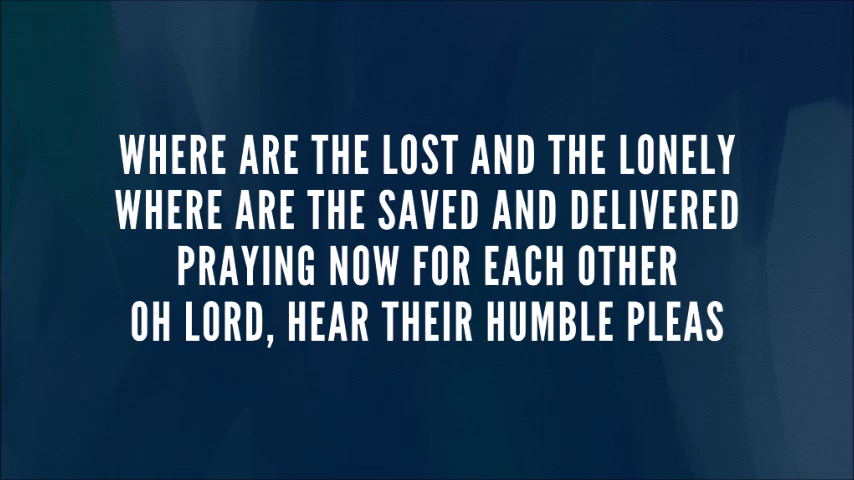 WHERE ARE THE LOST AND THE LONELY
WHERE ARE THE SAVED AND DELIVERED
PRAYING NOW FOR EACH OTHER
OH LORD, HEAR THEIR HUMBLE PLEAS